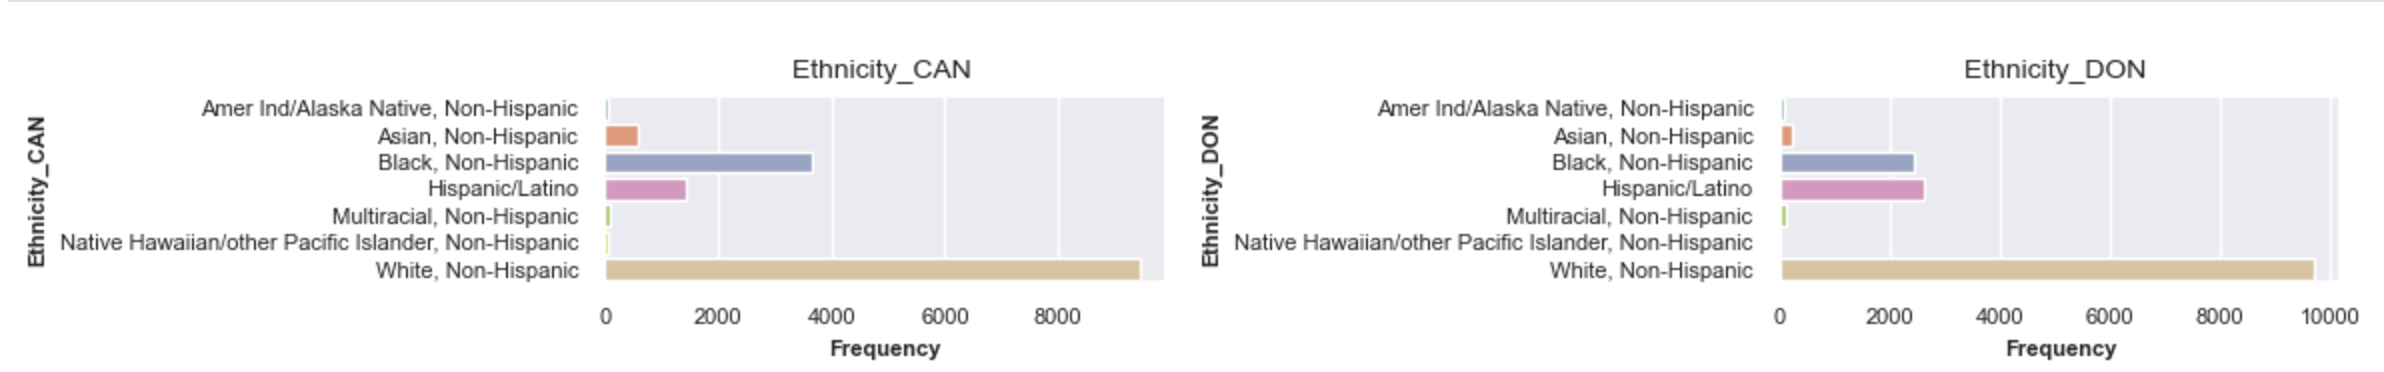 Ethnicity_CAN
Ethnicity_CAN
Amer Ind/Alaska Native, Non-Hispanic
Asian, Non-Hispanic
Black, Non-Hispanic
Hispanic/Latino
Multiracial, Non-Hispanic
Native Hawaiian/other Pacific Islander, Non-Hispanic
White, Non-Hispanic
0 2000 4000 6000 8000
Frequency
Ethnicity_DON
Ethnicity_DON
Amer Ind/Alaska Native, Non-Hispanic
Asian, Non-Hispanic
Black, Non-Hispanic
Hispanic/Latino
Multiracial, Non-Hispanic
Native Hawaiian/other Pacific Islander, Non-Hispanic
White, Non-Hispanic
0 2000 4000 6000 8000 10000
Frequency